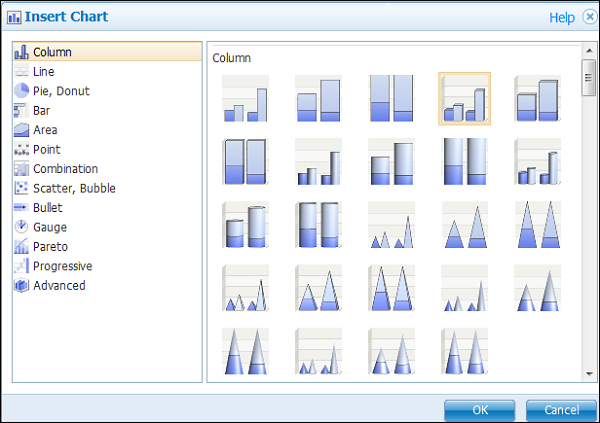 Insert Chart
Help
Column
Line
Pie, Donut
Bar
Area
Point
Combination
Scatter, Bubble
Bullet
Gauge
Pareto
Progressive
Advanced
Column
OK
Cancel